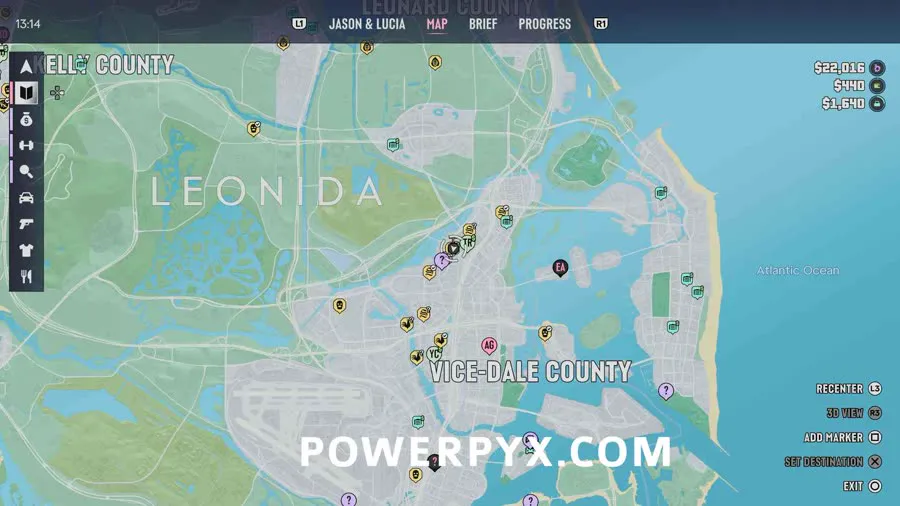 LEONARD COUNTY
13:14
L1 JASON & LUCIA MAP BRIEF PROGRESS R1
KELLY COUNTY
$22,016
$440
$1,640
LEONIDA
TR
?
EA
Atlantic Ocean
AG
YC
VICE-DALE COUNTY
?
RECENTER L3
3D VIEW R3
ADD MARKER
SET DESTINATION
EXIT
POWERPYX.COM
?
?
?